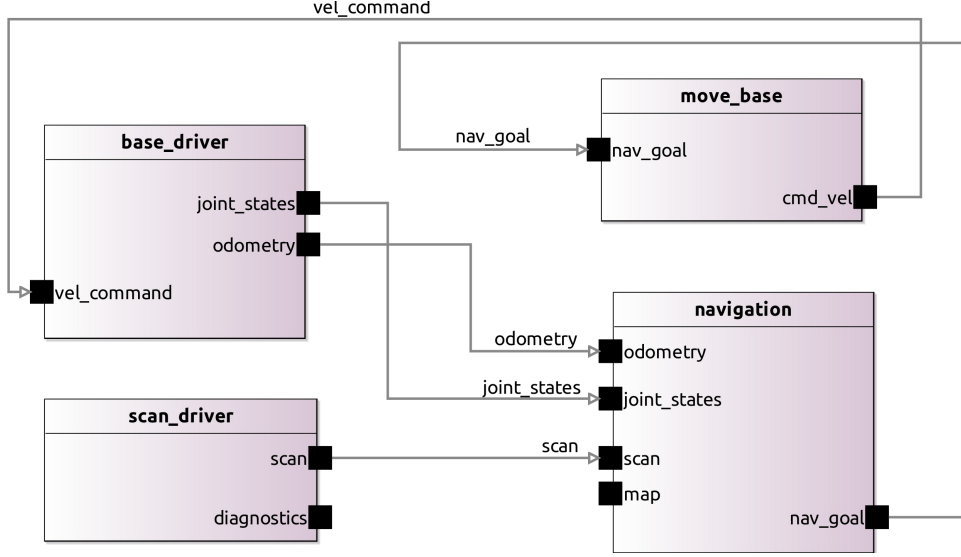 vel_command
move_base
nav_goal
nav_goal
cmd_vel
base_driver
joint_states
odometry
vel_command
navigation
odometry
odometry
joint_states
joint_states
scan
scan
map
nav_goal
scan_driver
scan
diagnostics